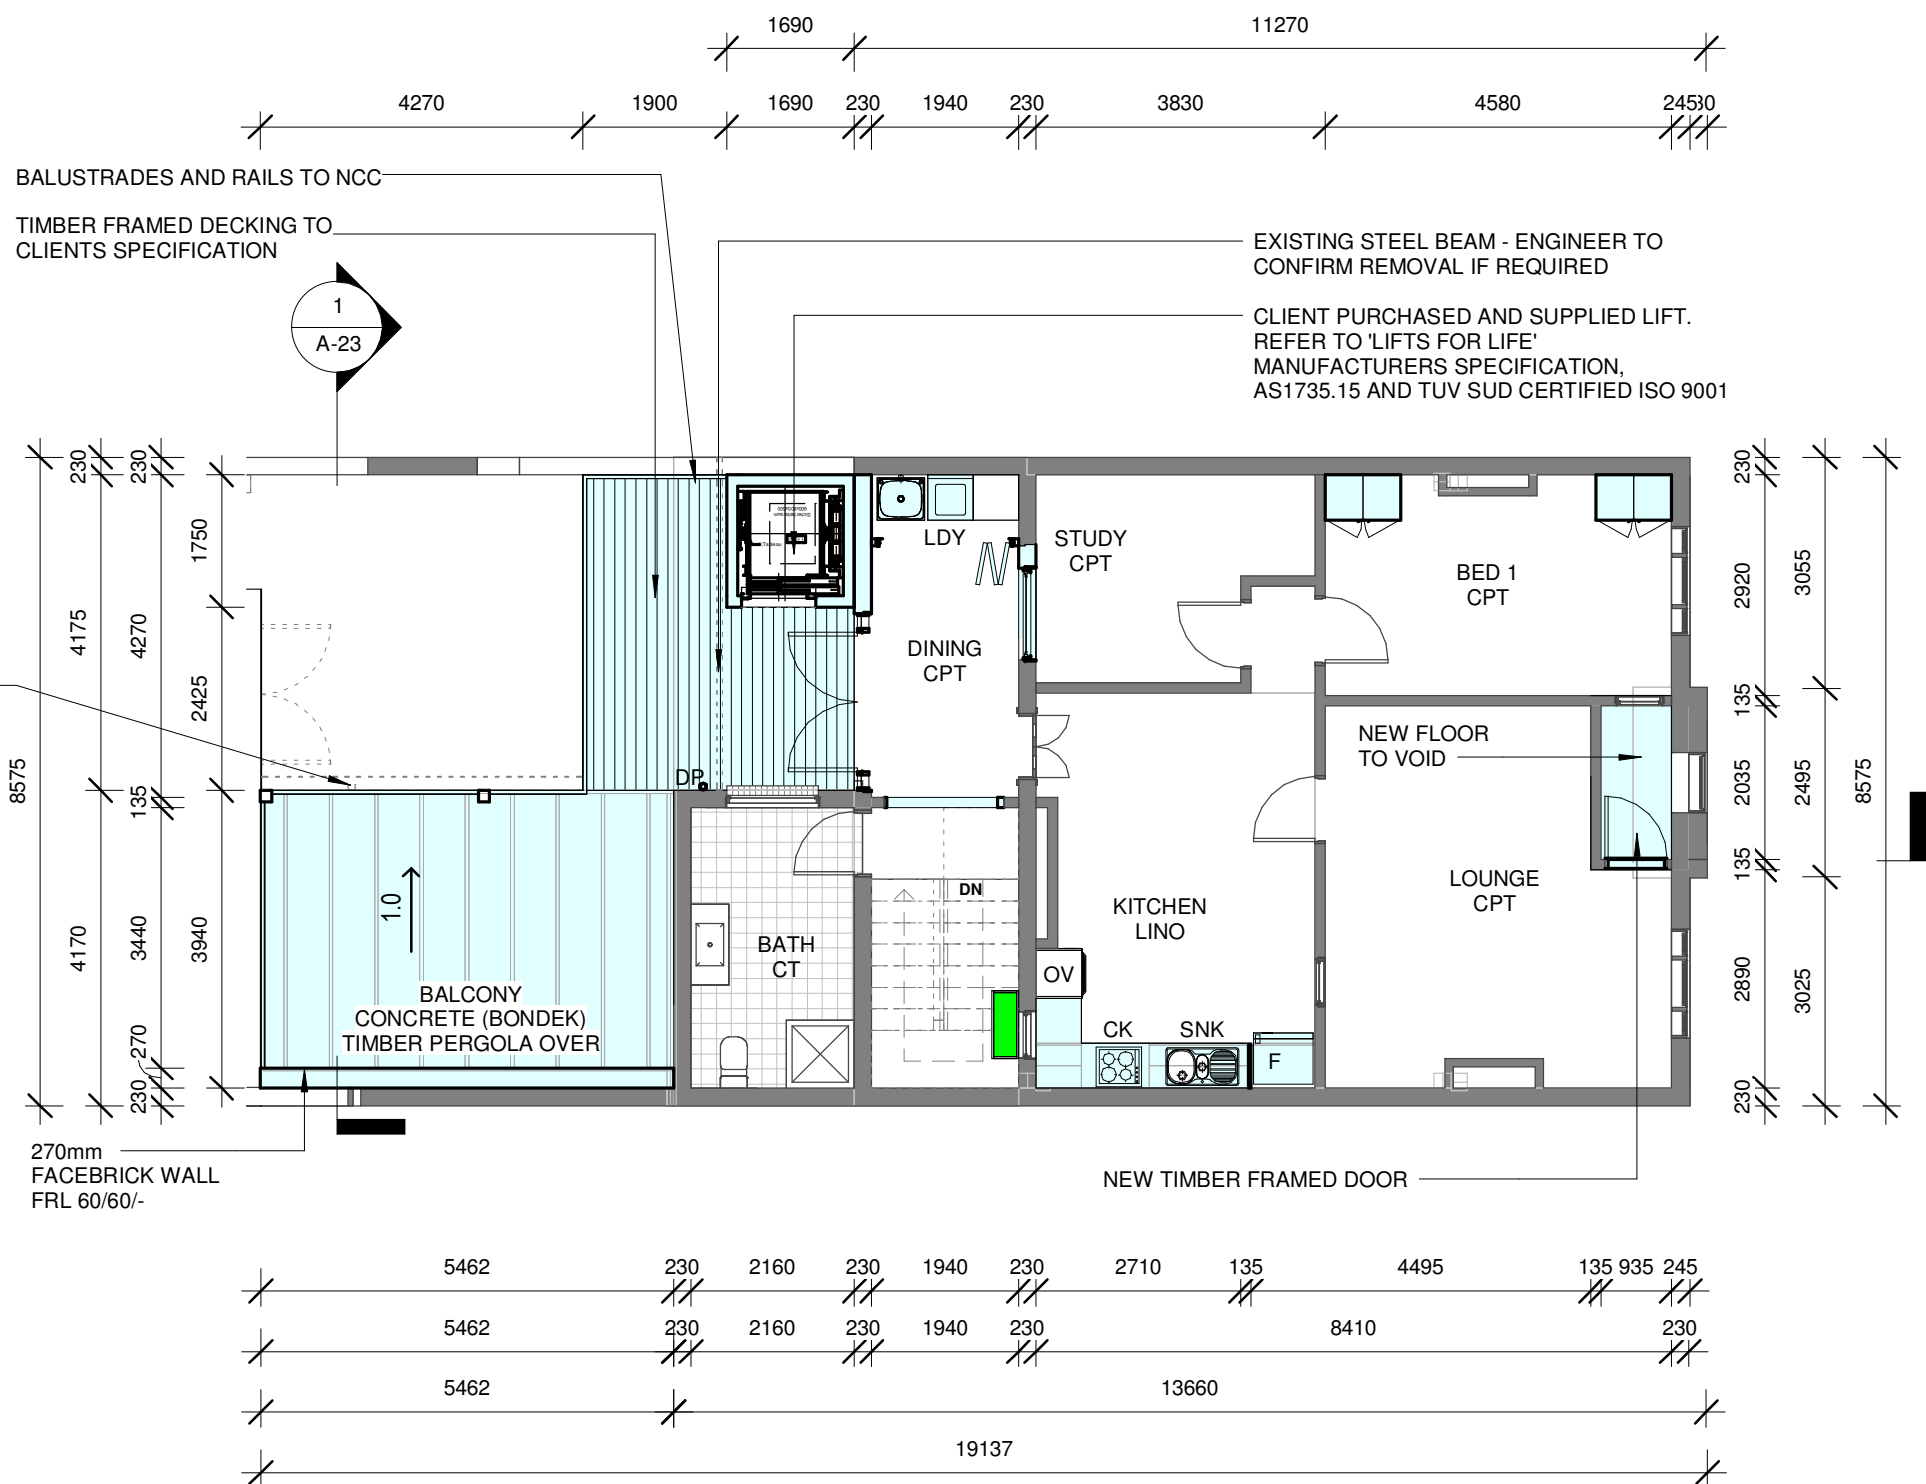 1690
11270
4270
1900
1690
230
1940
230
3830
4580
245
BALUSTRADES AND RAILS TO NCC
TIMBER FRAMED DECKING TO
CLIENTS SPECIFICATION
1
A-23
EXISTING STEEL BEAM - ENGINEER TO
CONFIRM REMOVAL IF REQUIRED
CLIENT PURCHASED AND SUPPLIED LIFT.
REFER TO 'LIFTS FOR LIFE'
MANUFACTURERS SPECIFICATION,
AS1735.15 AND TUV SUD CERTIFIED ISO 9001
8575
230
4175
4170
230
4270
135
3440
270
230
1750
2425
3940
LDY
STUDY
CPT
BED 1
CPT
DINING
CPT
DP
NEW FLOOR
TO VOID
DN
LOUNGE
CPT
KITCHEN
LINO
1.0
BATH
CT
OV
BALCONY
CONCRETE (BONDEK)
TIMBER PERGOLA OVER
CK
SNK
F
230
2920
135
2035
135
2890
230
3055
2495
3025
8575
270mm
FACEBRICK WALL
FRL 60/60/-
NEW TIMBER FRAMED DOOR
5462
230
2160
230
1940
230
2710
135
4495
135
935
245
5462
230
2160
230
1940
230
8410
230
5462
13660
19137